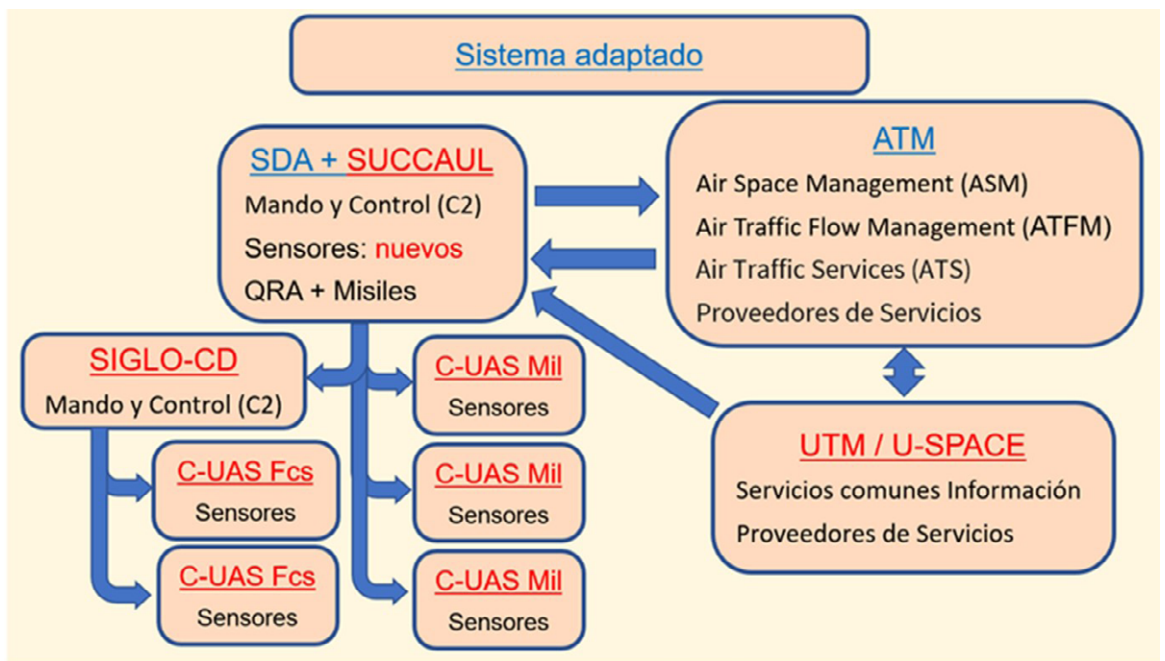 Sistema adaptado
SDA + SUCCAUL
Mando y Control (C2)
Sensores: nuevos
QRA + Misiles
ATM
Air Space Management (ASM)
Air Traffic Flow Management (ATFM)
Air Traffic Services (ATS)
Proveedores de Servicios
SIGLO-CD
Mando y Control (C2)
C-UAS Fcs
Sensores
C-UAS Fcs
Sensores
C-UAS Mil
Sensores
C-UAS Mil
Sensores
C-UAS Mil
Sensores
UTM / U-SPACE
Servicios comunes Información
Proveedores de Servicios